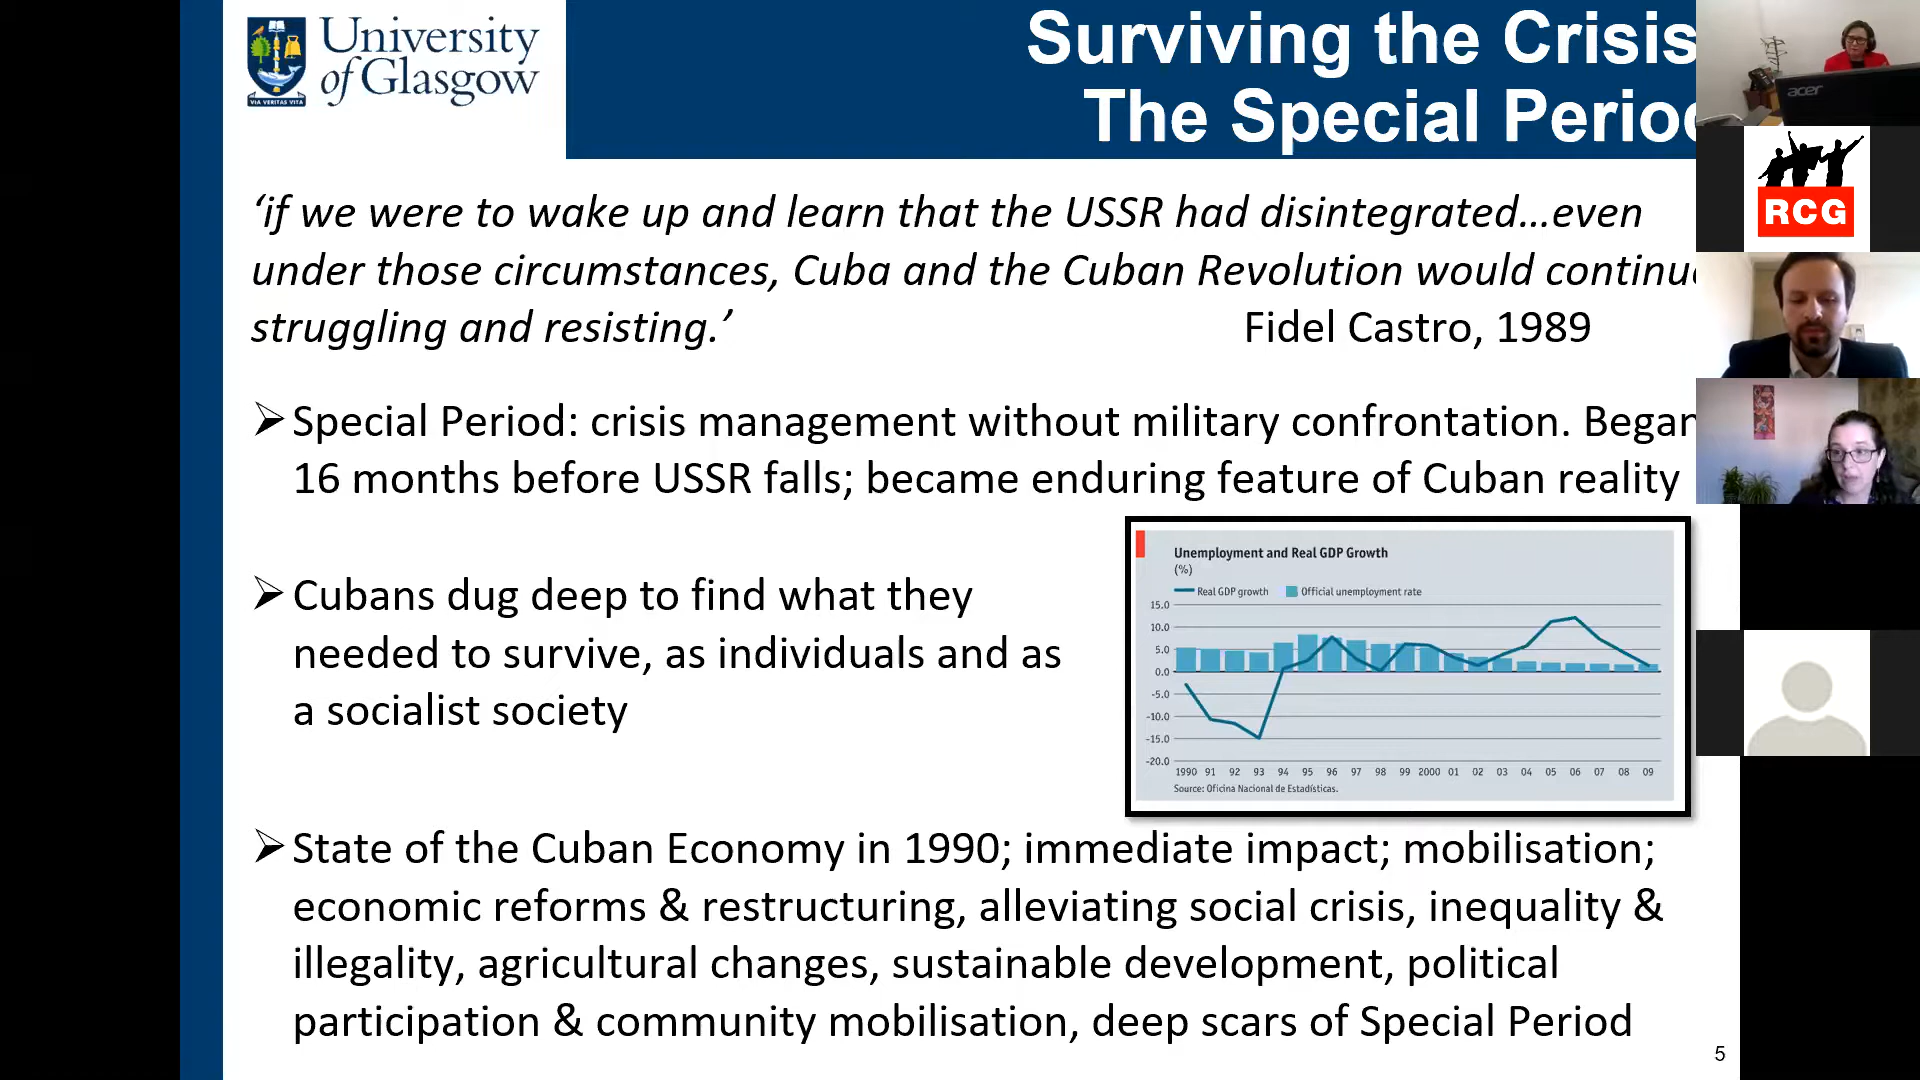 University
of Glasgow
VIA VERITAS VITA
Surviving the Crisis
The Special Perio
acer
RCG
‘if we were to wake up and learn that the USSR had disintegrated...even
under those circumstances, Cuba and the Cuban Revolution would continue
struggling and resisting.’ Fidel Castro, 1989
➢ Special Period: crisis management without military confrontation. Began
16 months before USSR falls; became enduring feature of Cuban reality
➢ Cubans dug deep to find what they
needed to survive, as individuals and as
a socialist society
Unemployment and Real GDP Growth
(%)
Real GDP growth Official unemployment rate
15.0
10.0
5.0
0.0
-5.0
-10.0
-15.0
-20.0
1990 91 92 93 94 95 96 97 98 99 2000 01 02 03 04 05 06 07 08 09
Source: Oficina Nacional de Estadísticas.
➢ State of the Cuban Economy in 1990; immediate impact; mobilisation;
economic reforms & restructuring, alleviating social crisis, inequality &
illegality, agricultural changes, sustainable development, political
participation & community mobilisation, deep scars of Special Period
5